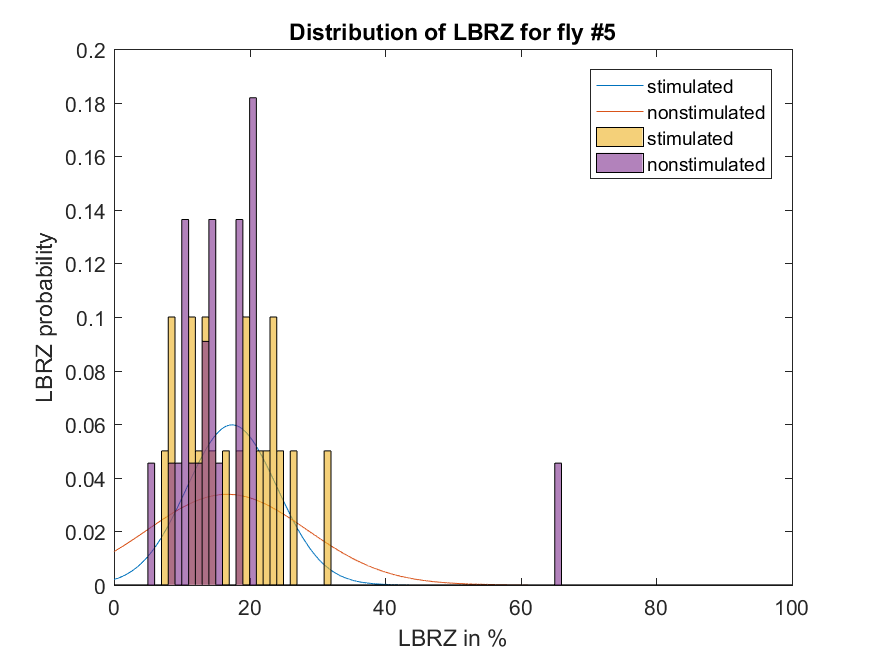 Distribution of LBRZ for fly #5
0.2
0.18
0.16
0.14
0.12
0.1
0.08
0.06
0.04
0.02
0
LBRZ probability
stimulated
nonstimulated
stimulated
nonstimulated
0 20 40 60 80 100
LBRZ in %